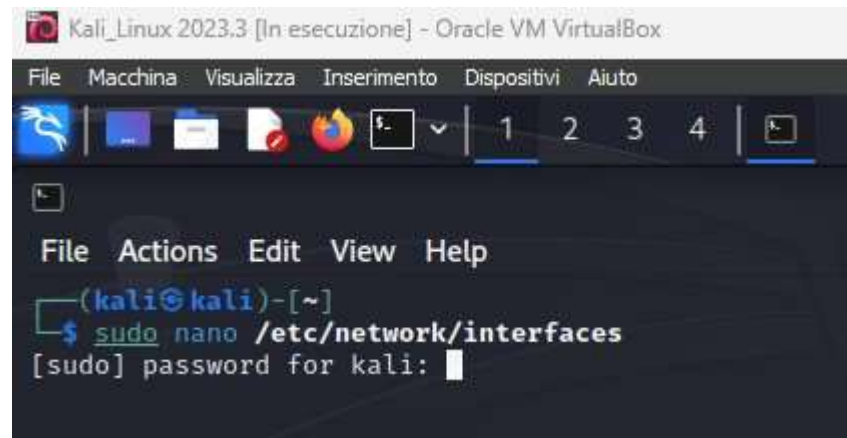 Kali_Linux 2023.3 [In esecuzione] - Oracle VM VirtualBox
File Macchina Visualizza Inserimento Dispositivi Aiuto
1 2 3 4
File Actions Edit View Help
(kali㉿kali)-[~]
$ sudo nano /etc/network/interfaces
[sudo] password for kali: